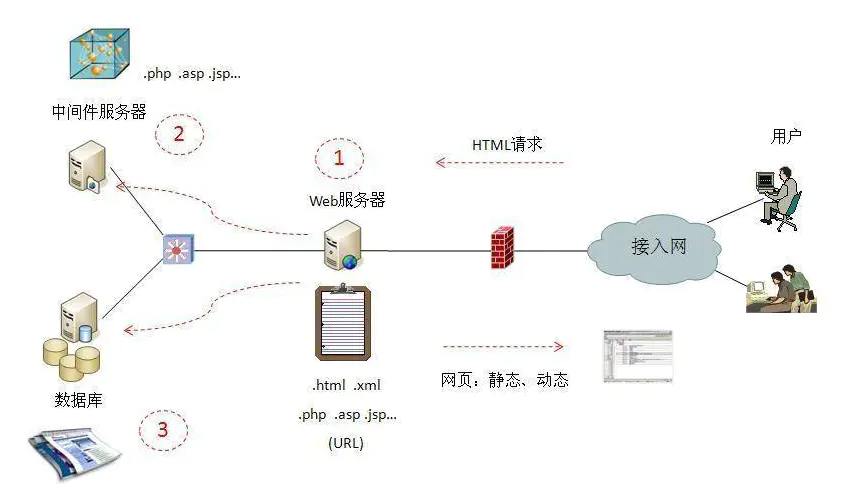 .php .asp .jsp...
中间件服务器
2
1
HTML请求
用户
Web服务器
接入网
.html .xml
.php .asp .jsp...
(URL)
网页：静态、动态
数据库
3